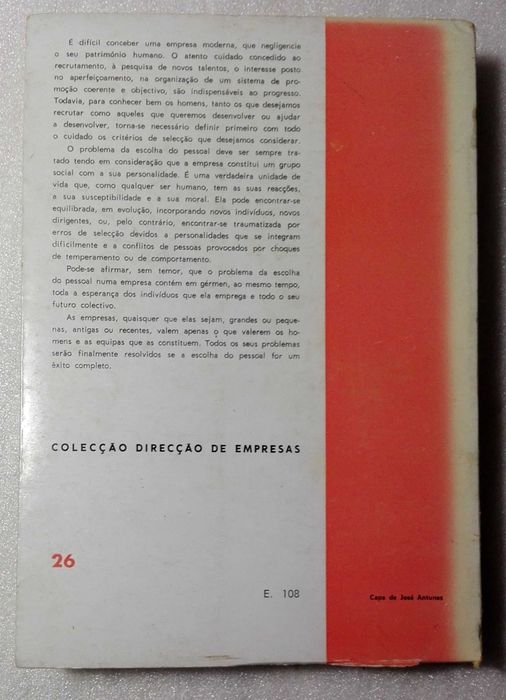 É difícil conceber uma empresa moderna, que negligencie
o seu património humano. O atento cuidado concedido ao
recrutamento, à pesquisa de novos talentos, o interesse posto
no aperfeiçoamento, na organização de um sistema de pro-
moção coerente e objectivo, são indispensáveis ao progresso.
Todavia, para conhecer bem os homens, tanto os que desejamos
recrutar como aqueles que queremos desenvolver ou ajudar
a desenvolver, torna-se necessário definir primeiro com todo
o cuidado os critérios de selecção que desejamos considerar.
O problema da escolha do pessoal deve ser sempre tra-
tado tendo em consideração que a empresa constitui um grupo
social com a sua personalidade. É uma verdadeira unidade de
vida que, como qualquer ser humano, tem as suas reacções,
a sua susceptibilidade e a sua moral. Ela pode encontrar-se
equilibrada, em evolução, incorporando novos indivíduos, novos
dirigentes, ou, pelo contrário, encontrar-se traumatizada por
erros de selecção devidos a personalidades que se integram
dificilmente e a conflitos de pessoas provocados por choques
de temperamento ou de comportamento.
Pode-se afirmar, sem temor, que o problema da escolha
do pessoal numa empresa contém em gérmen, ao mesmo tempo,
toda a esperança dos indivíduos que ela emprega e todo o seu
futuro colectivo.
As empresas, quaisquer que elas sejam, grandes ou peque-
nas, antigas ou recentes, valem apenas o que valerem os ho-
mens e as equipas que as constituem. Todos os seus problemas
serão finalmente resolvidos se a escolha do pessoal for um
êxito completo.
COLECÇÃO DIRECÇÃO DE EMPRESAS
26
E. 108
Capa de José Antunes